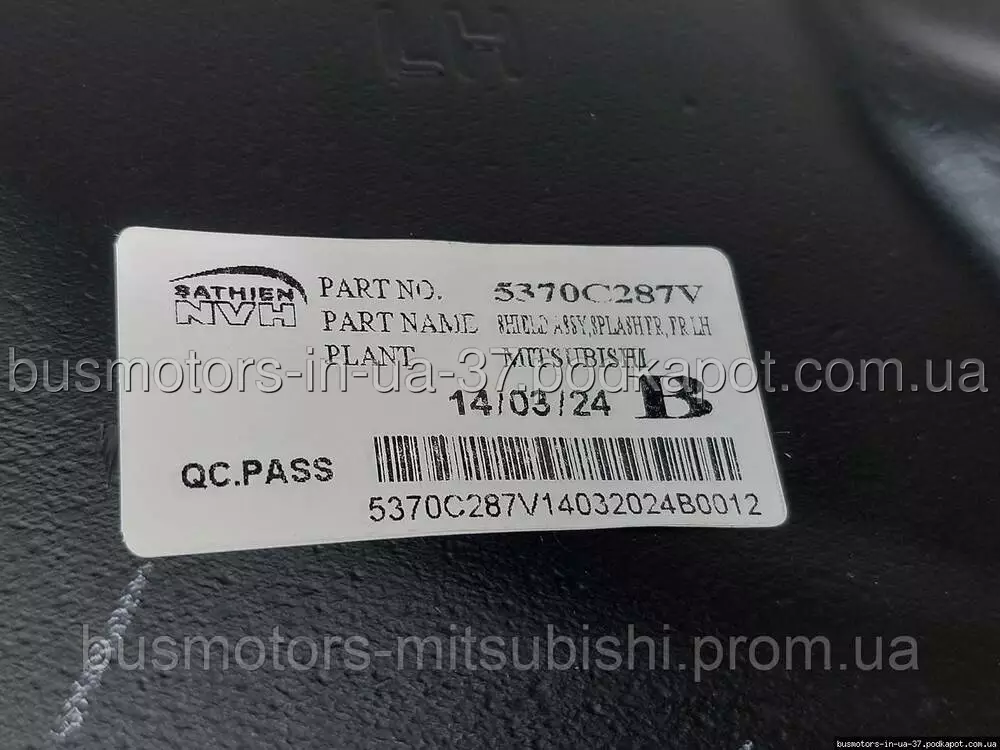 LH
SATHIEN
NVH
PART NO. 5370C287V
PART NAME SHIELD ASSY,SPLASH FR, FR LH
PLANT MITSUBISHI
busmotors-in-ua-37.podkapot.com.ua
14/03/24 B
QC.PASS
5370C287V14032024B0012
busmotors-mitsubishi.prom.ua
busmotors-in-ua-37.podkapot.com.ua